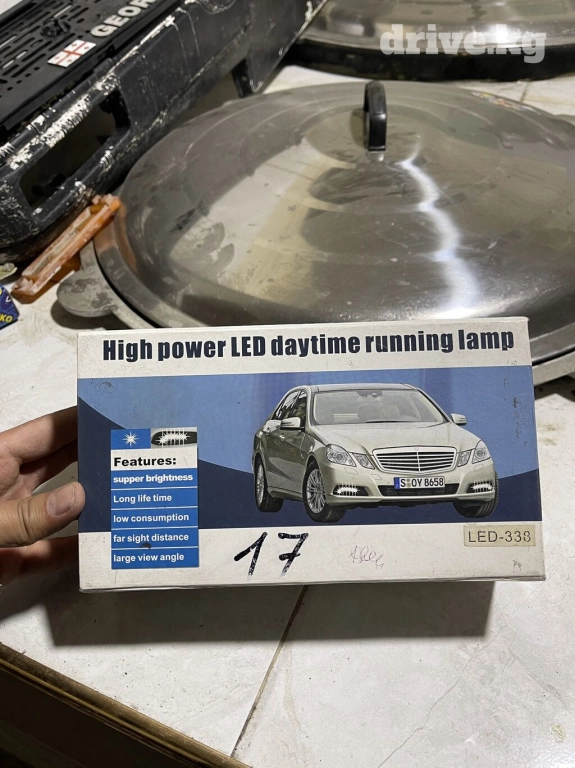 drive.kg
GEOR
High power LED daytime running lamp
Features:
supper brightness
Long life time
low consumption
far sight distance
large view angle
S OY 8658
LED-338
17